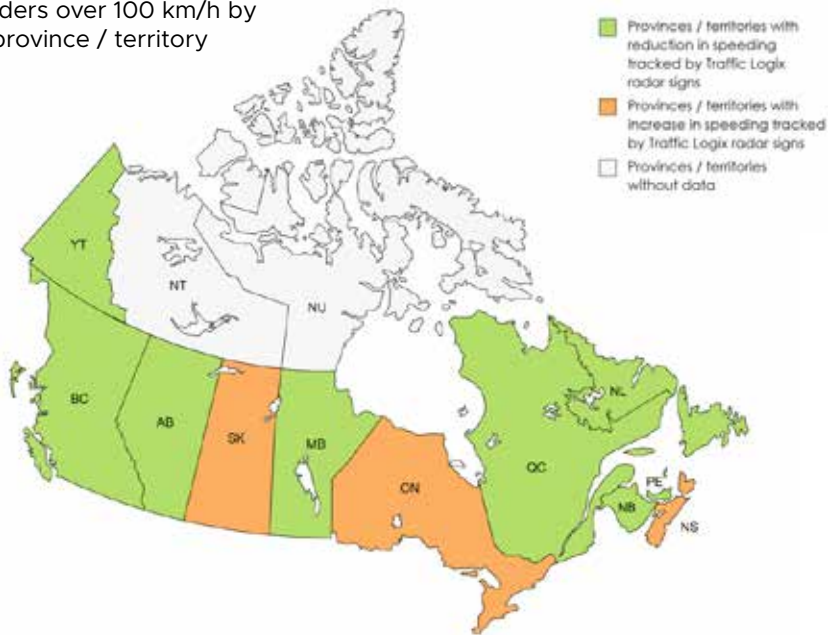 ders over 100 km/h by
province / territory
Provinces / territories with
reduction in speeding
tracked by Traffic Logix
radar signs
Provinces / territories with
increase in speeding tracked
by Traffic Logix radar signs
Provinces / territories
without data
YT
NT
NU
BC
AB
SK
MB
ON
QC
NL
PE
NB
NS